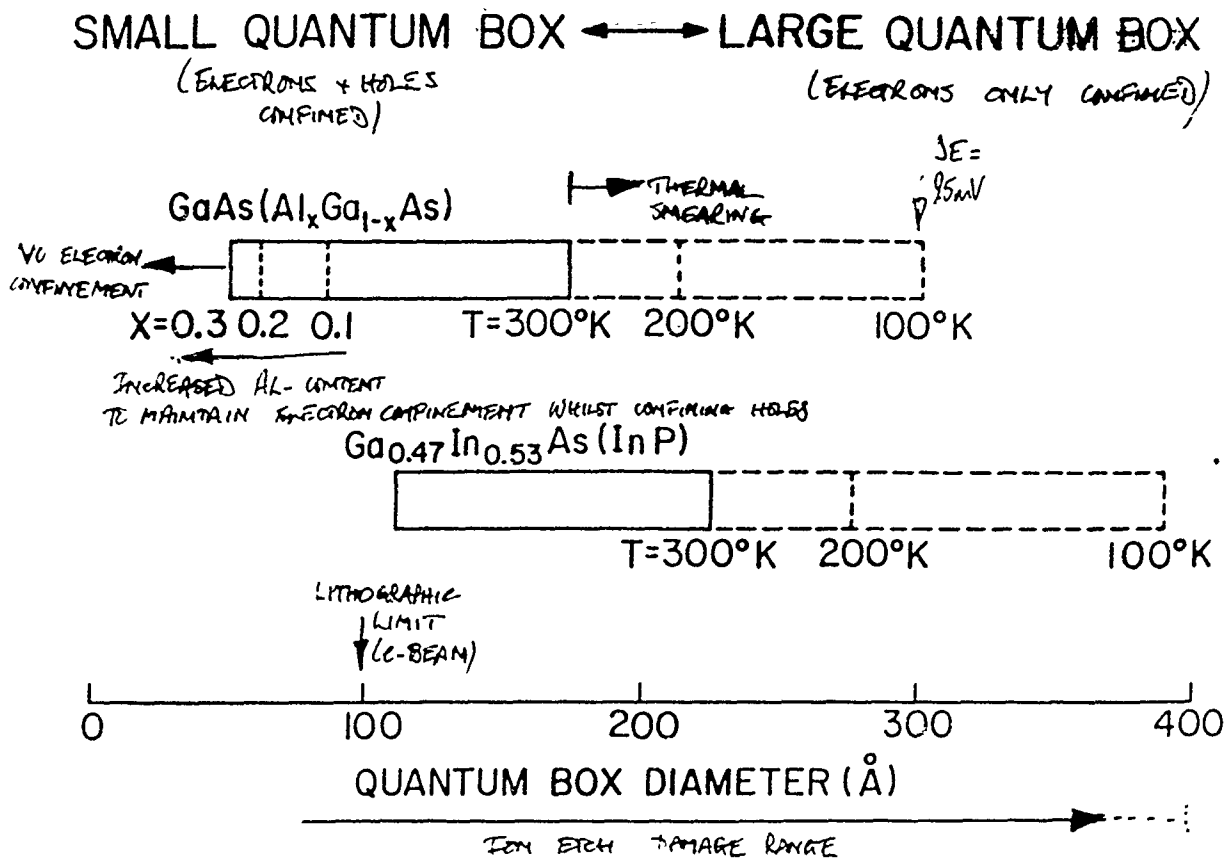 SMALL QUANTUM BOX ←→ LARGE QUANTUM BOX
(ELECTRONS + HOLES
CONFINED)
(ELECTRONS ONLY CONFINED)
GaAs(AlₓGa₁₋ₓAs)
THERMAL
SMEARING
ELECTRON
CONFINEMENT
X=0.3 0.2 0.1 T=300°K 200°K 100°K
INCREASED AL-CONTENT
TO MAINTAIN ELECTRON CONFINEMENT WHILST CONFINING HOLES
Ga₀.₄₇In₀.₅₃As(InP)
T=300°K 200°K 100°K
LITHOGRAPHIC
LIMIT
(e-BEAM)
0 100 200 300 400
QUANTUM BOX DIAMETER (Å)
ION ETCH DAMAGE RANGE